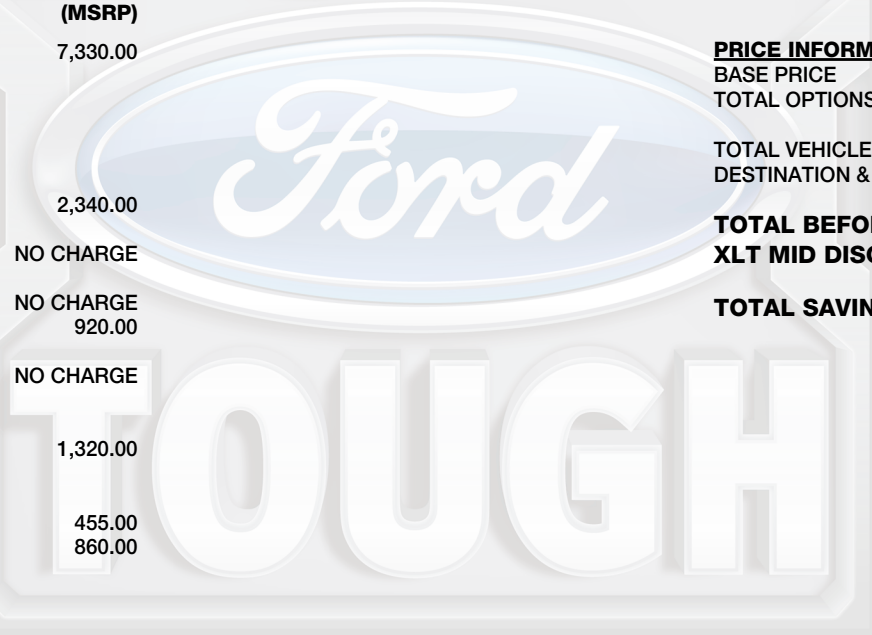 (MSRP)
7,330.00
2,340.00
NO CHARGE
NO CHARGE
920.00
NO CHARGE
1,320.00
455.00
860.00
PRICE INFORM
BASE PRICE
TOTAL OPTIONS
TOTAL VEHICLE
DESTINATION &
TOTAL BEFO
XLT MID DISC
TOTAL SAVIN
Ford
TOUGH